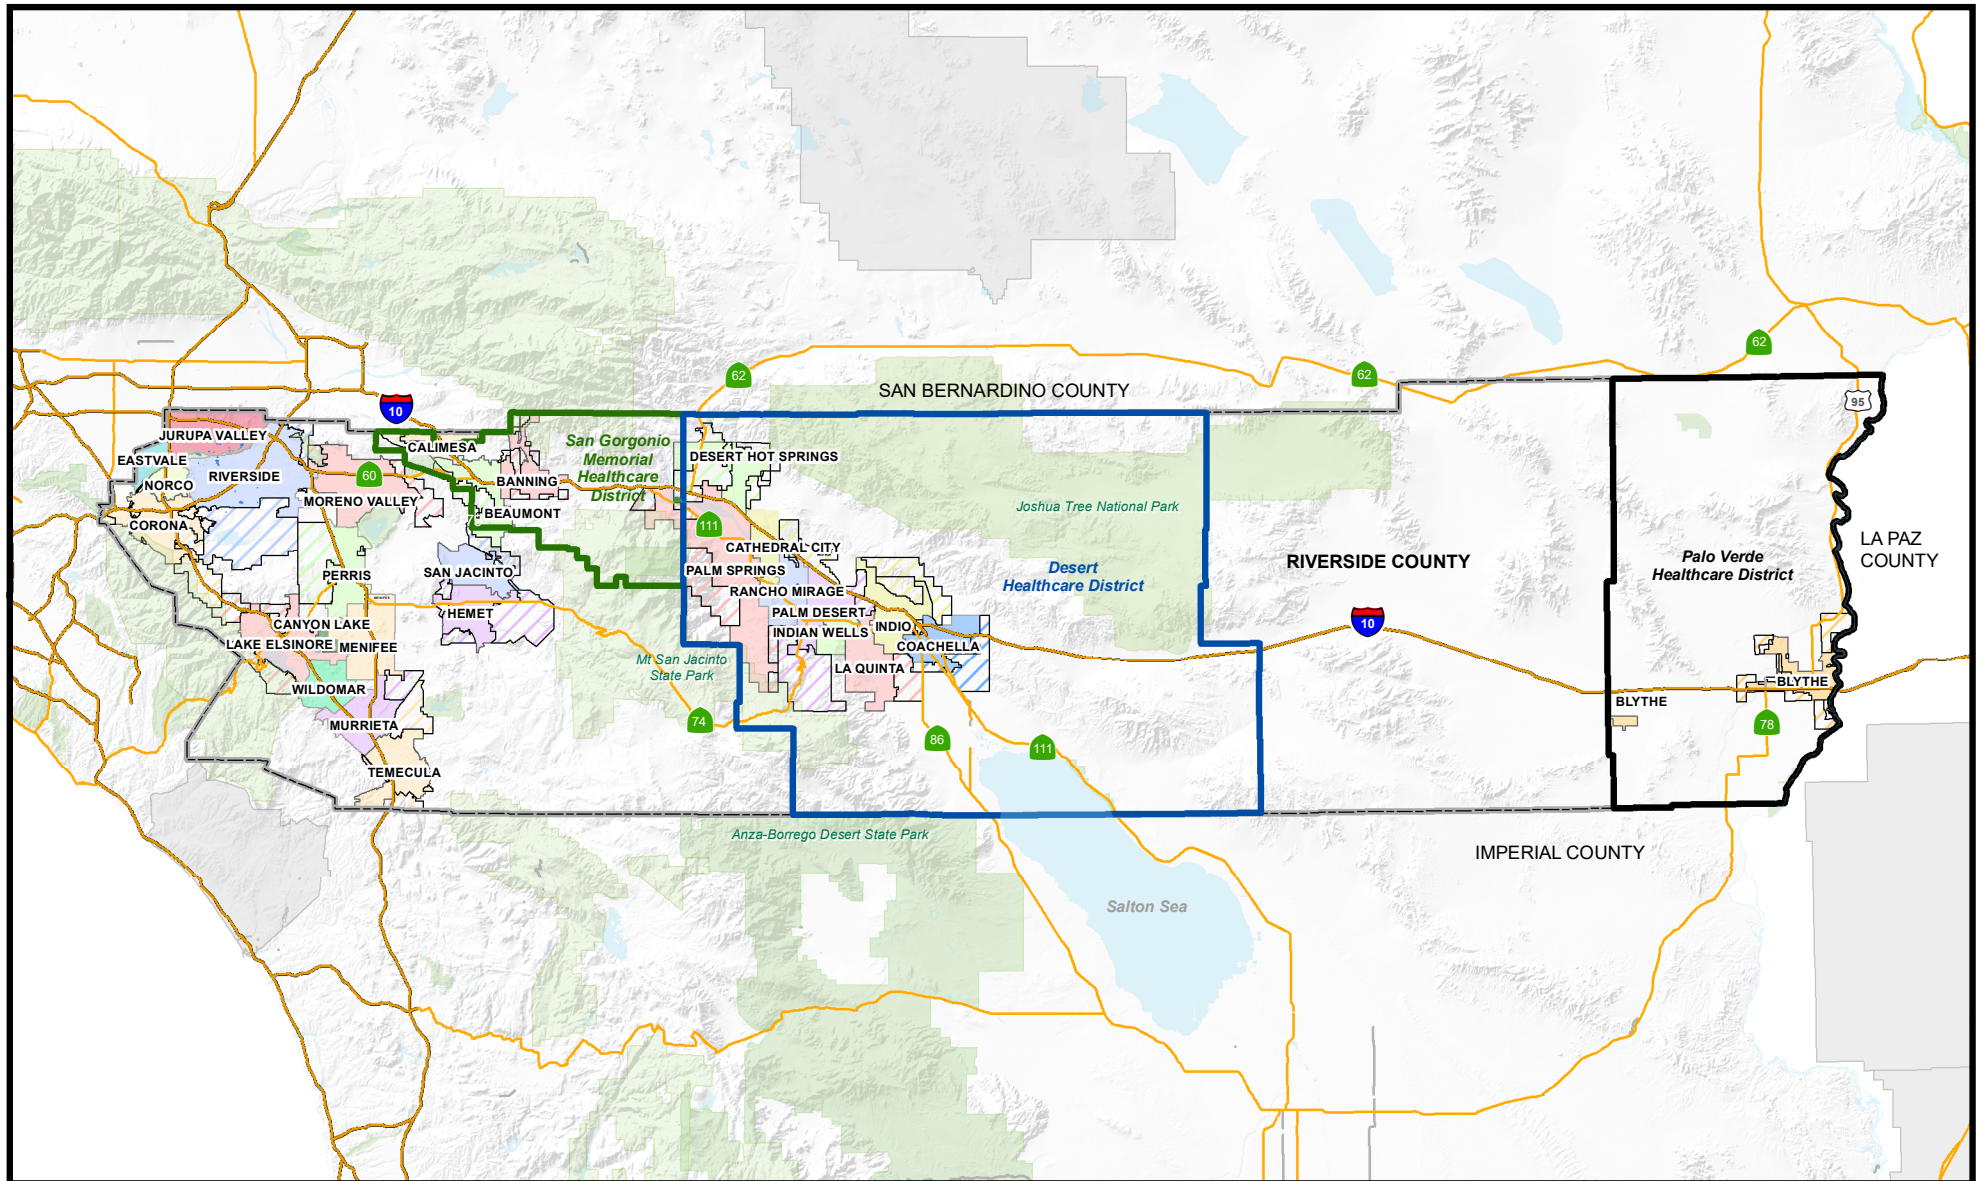 62
SAN BERNARDINO COUNTY
62
62
95
10
JURUPA VALLEY
CALIMESA
San Gorgonio
Memorial
Healthcare
District
DESERT HOT SPRINGS
EASTVALE
RIVERSIDE
60
BANNING
NORCO
MORENO VALLEY
BEAUMONT
CORONA
111
Joshua Tree National Park
CATHEDRAL CITY
LA PAZ
COUNTY
PERRIS
SAN JACINTO
PALM SPRINGS
Desert
Healthcare District
RIVERSIDE COUNTY
Palo Verde
Healthcare District
RANCHO MIRAGE
HEMET
PALM DESERT
CANYON LAKE
INDIAN WELLS
INDIO
10
LAKE ELSINORE
MENIFEE
COACHELLA
Mt San Jacinto
State Park
LA QUINTA
WILDOMAR
BLYTHE
BLYTHE
MURRIETA
74
86
111
78
TEMECULA
Anza-Borrego Desert State Park
IMPERIAL COUNTY
Salton Sea